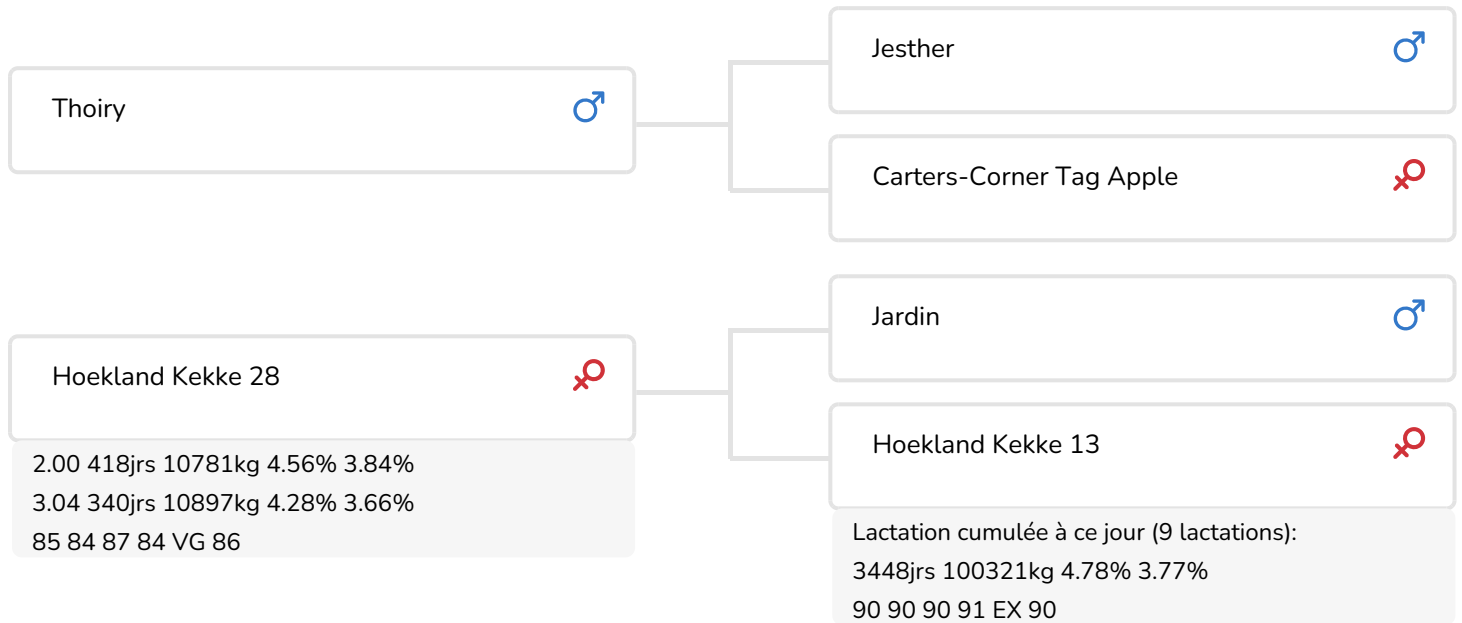 Thoiry
Jesther
Carters-Corner Tag Apple
Hoekland Kekke 28
2.00 418jrs 10781kg 4.56% 3.84%
3.04 340jrs 10897kg 4.28% 3.66%
85 84 87 84 VG 86
Jardin
Hoekland Kekke 13
Lactation cumulée à ce jour (9 lactations):
3448jrs 100321kg 4.78% 3.77%
90 90 90 91 EX 90